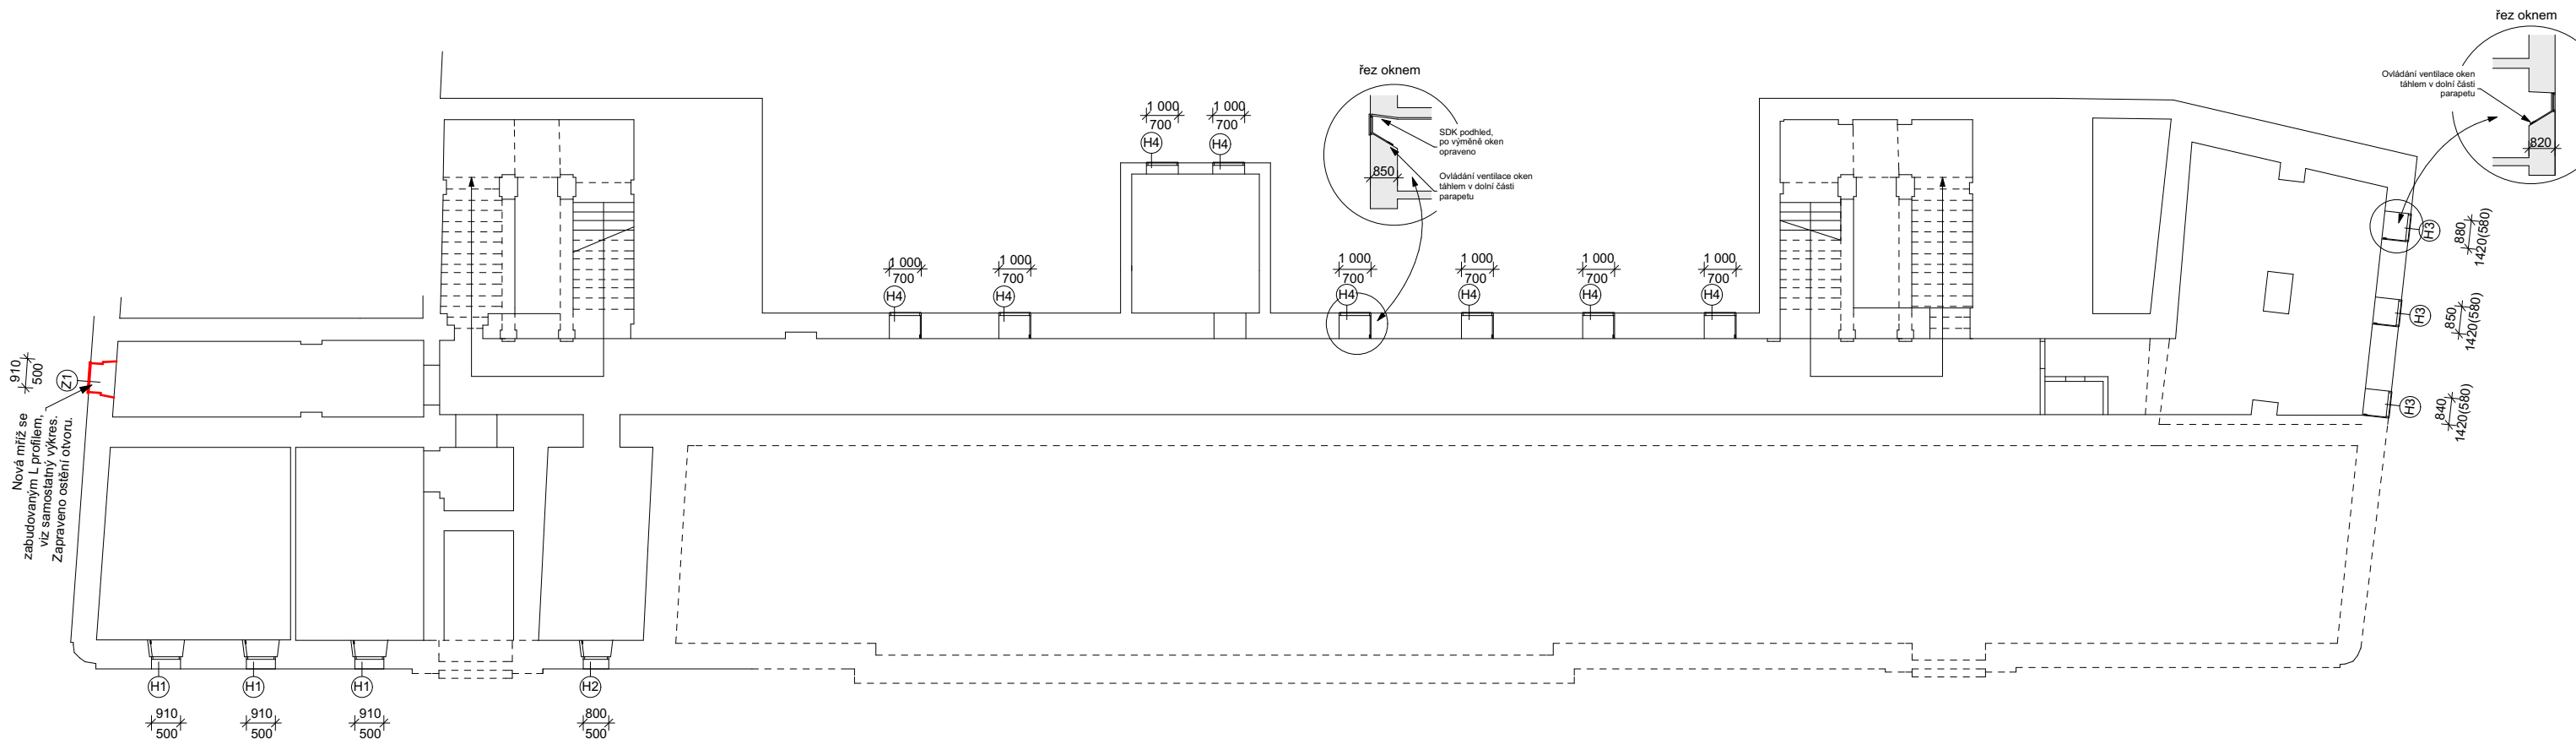 řez oknem
Ovládání ventilace oken
táhlem v dolní části
parapetu
820
řez oknem
SDK podhled,
po výměně oken
opraveno
850
Ovládání ventilace oken
táhlem v dolní části
parapetu
1 000
700
H4
1 000
700
H4
1 000
700
H4
1 000
700
H4
1 000
700
H4
1 000
700
H4
1 000
700
H4
1 000
700
H4
H3
880
1420(580)
H3
850
1420(580)
H3
840
1420(580)
910
500
Z1
Nová mříž se
zabudovaným L profilem,
viz samostatný výkres.
Zapraveno ostění otvoru.
H1
H1
H1
H2
910
500
910
500
910
500
800
500